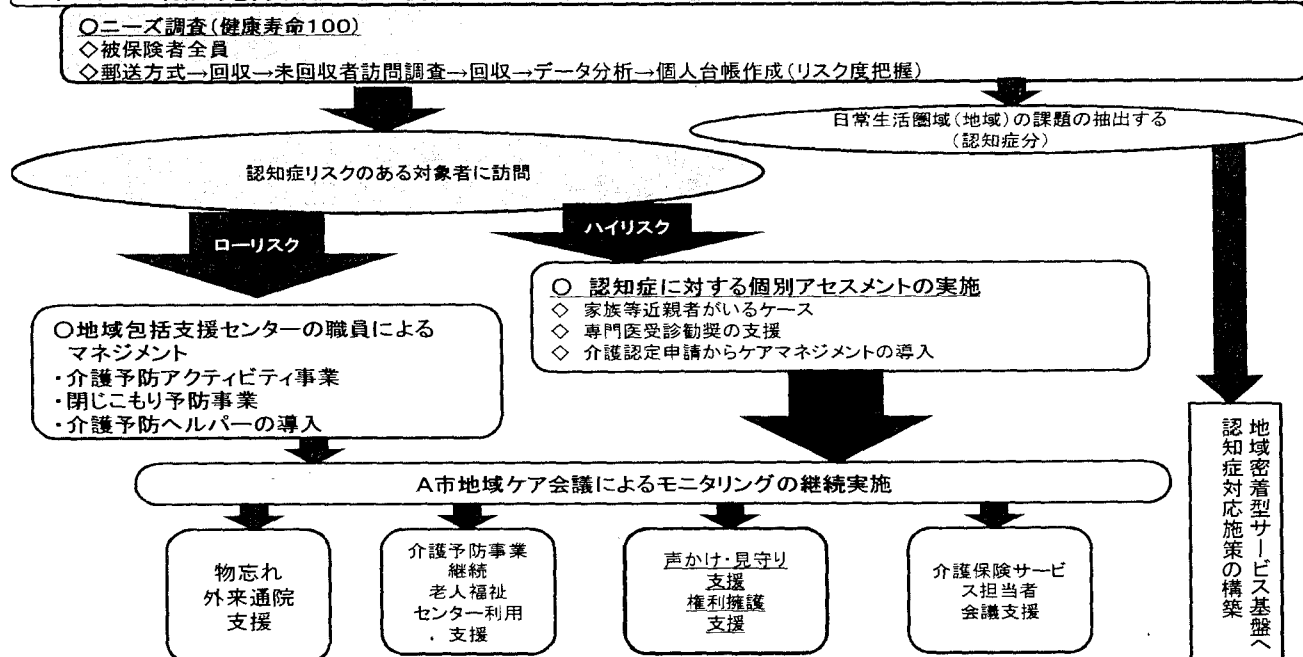 ○ニーズ調査(健康寿命100)
◇被保険者全員
◇郵送方式→回収→未回収者訪問調査→回収→データ分析→個人台帳作成(リスク度把握)
日常生活圏域(地域)の課題の抽出する
(認知症分)
認知症リスクのある対象者に訪問
ローリスク
ハイリスク
○ 認知症に対する個別アセスメントの実施
◇ 家族等近親者がいるケース
◇ 専門医受診勧奨の支援
◇ 介護認定申請からケアマネジメントの導入
○地域包括支援センターの職員による
マネジメント
・介護予防アクティビティ事業
・閉じこもり予防事業
・介護予防ヘルパーの導入
地域密着型サービス基盤へ
認知症対応施策の構築
A市地域ケア会議によるモニタリングの継続実施
物忘れ
外来通院
支援
介護予防事業
継続
老人福祉
センター利用
支援
声かけ・見守り
支援
権利擁護
支援
介護保険サービ
ス担当者
会議支援